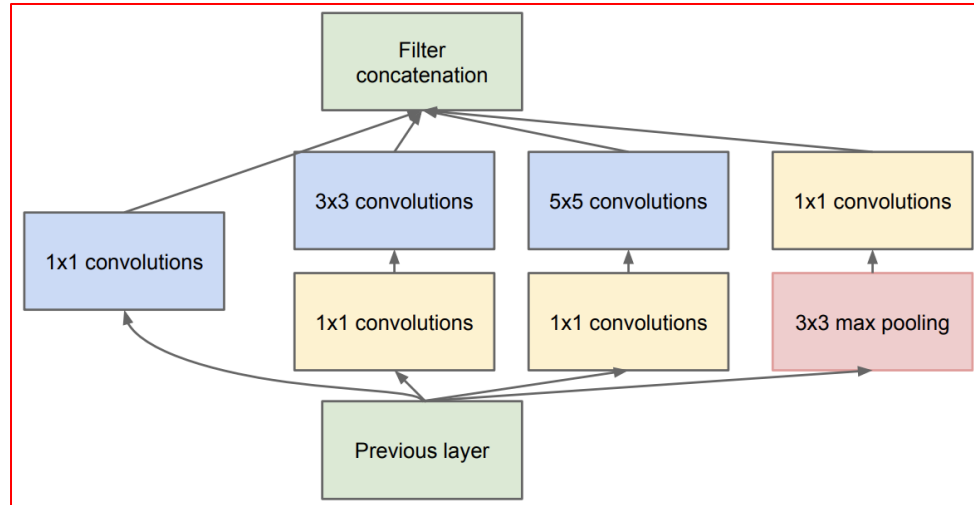 Filter
concatenation
3x3 convolutions
5x5 convolutions
1x1 convolutions
1x1 convolutions
1x1 convolutions
1x1 convolutions
3x3 max pooling
Previous layer